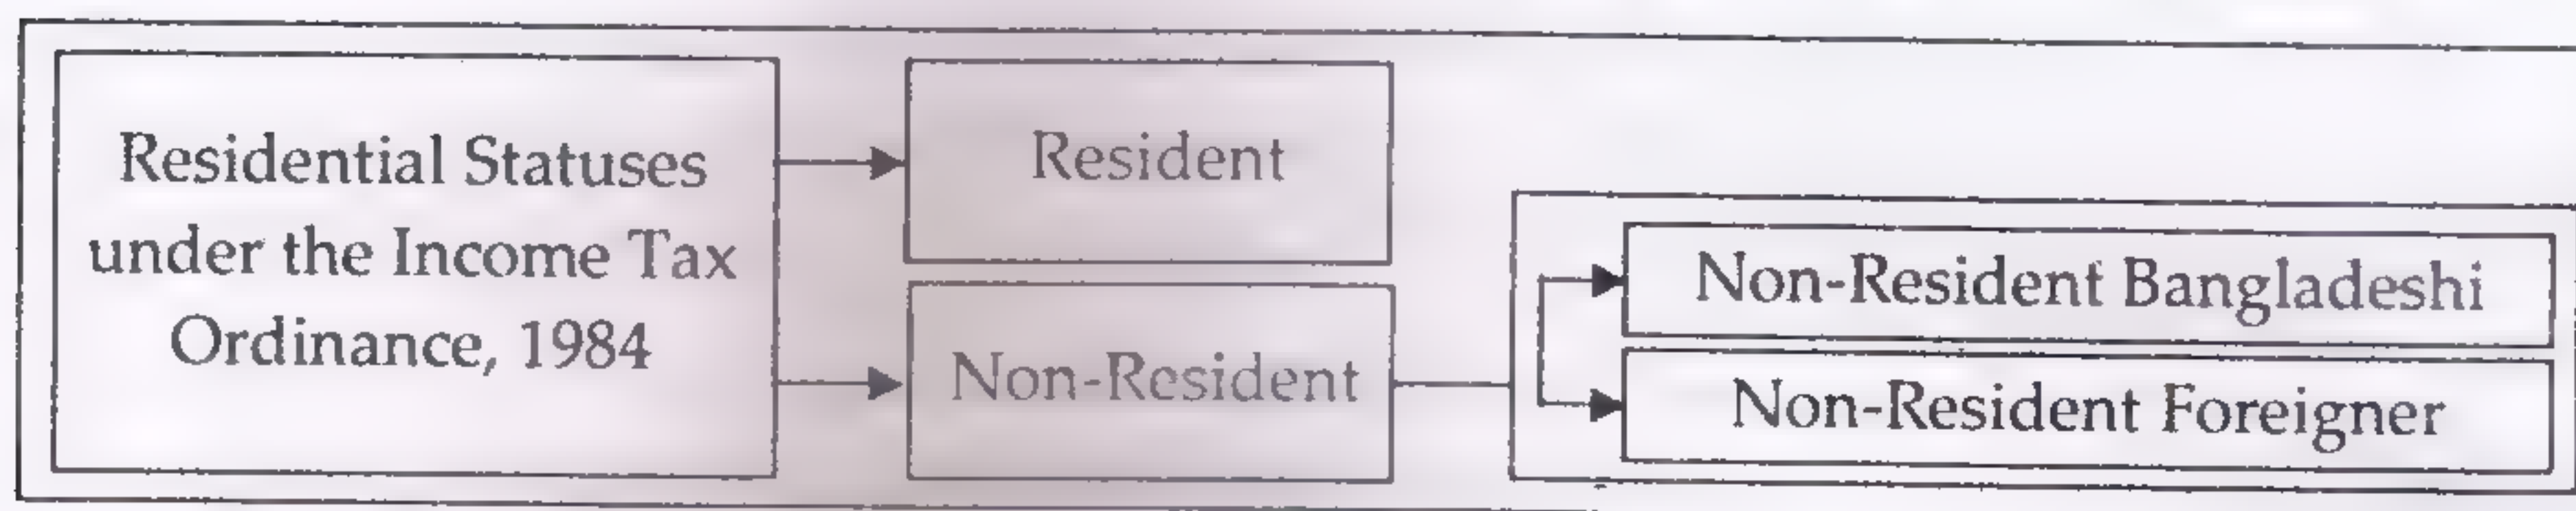 Residential Statuses
under the Income Tax
Ordinance, 1984
Resident
Non-Resident
Non-Resident Bangladeshi
Non-Resident Foreigner